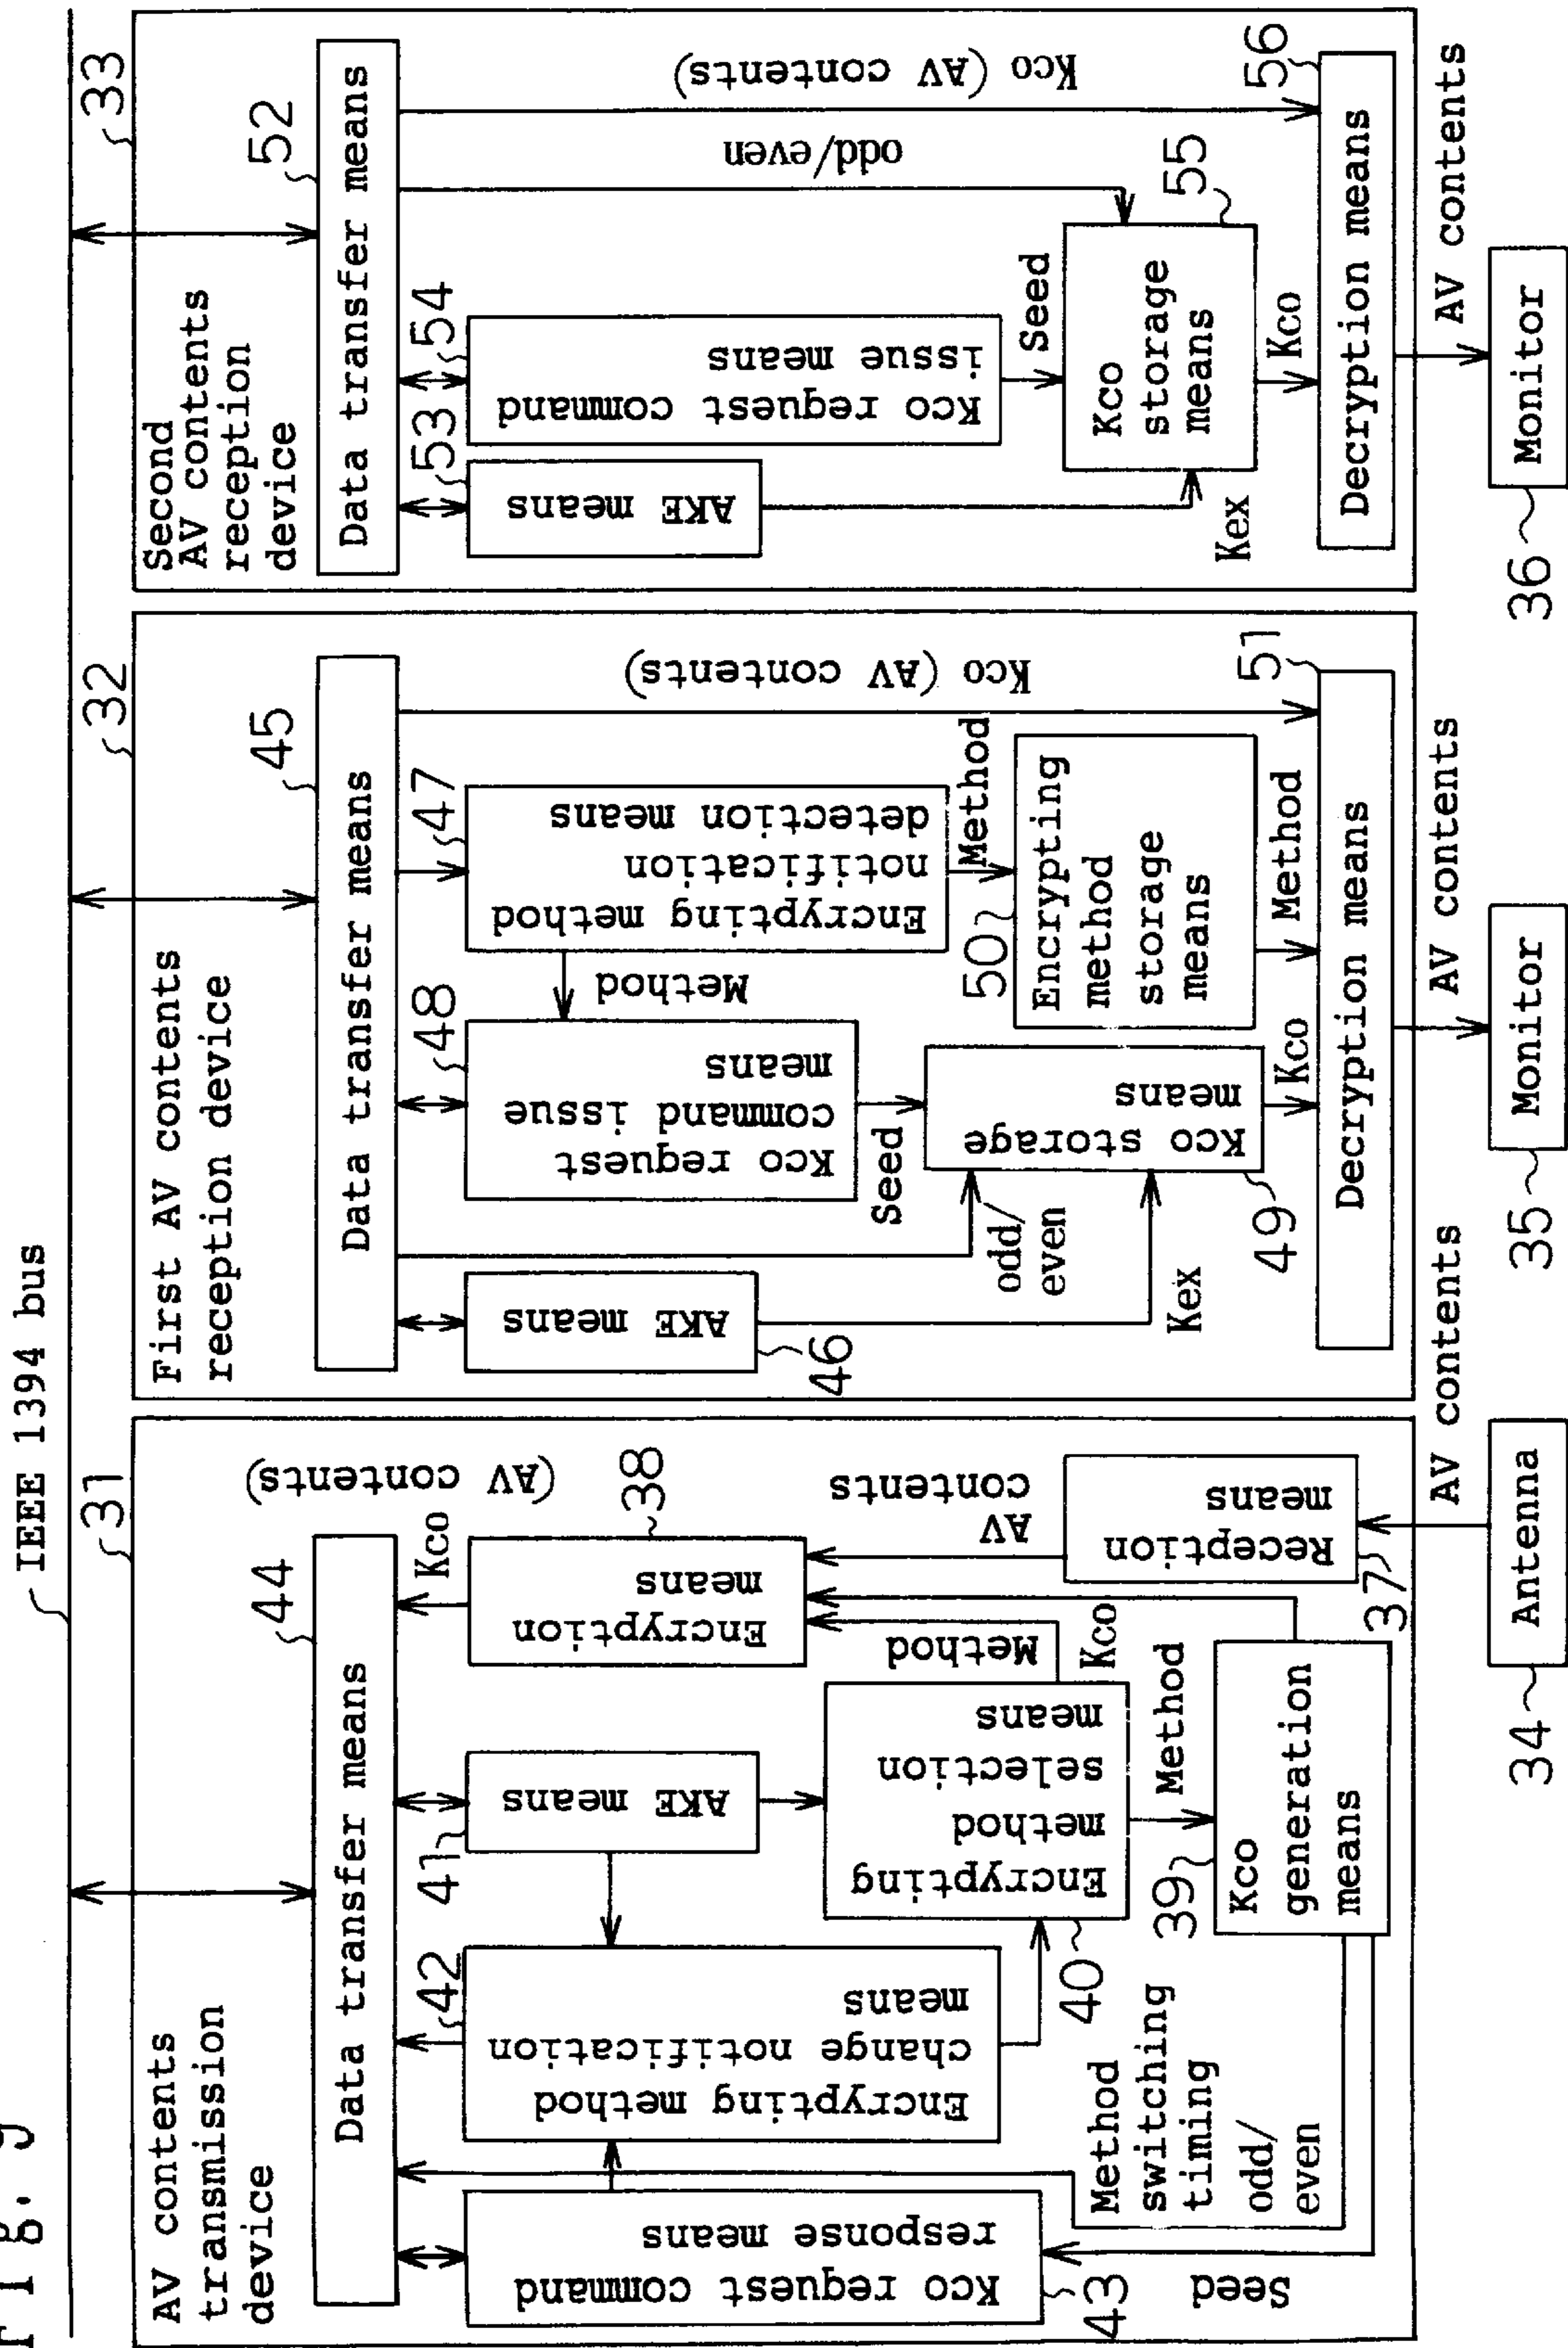 Fig. 9
IEEE 1394 bus
31
AV contents
transmission
device
44
Data transfer means
43
Kco request command
response means
Seed
42
Encrypting method
change notification
means
Method
switching
timing
odd/
even
41
AKE means
40
Encrypting
method
selection
means
Method
Method
39
Kco
generation
means
Kco
Kco
(AV contents)
38
Encryption
means
AV
contents
37
Reception
means
AV contents
34
Antenna
32
First AV contents
reception device
45
Data transfer means
46
AKE means
Kex
odd/
even
48
Kco request
command issue
means
Seed
Method
47
Encrypting method
notification
detection means
Method
49
Kco storage
means
Kco
50
Encrypting
method
storage
means
Method
Kco (AV contents)
51
Decryption means
AV contents
35
Monitor
33
Second
AV contents
reception
device
52
Data transfer means
53
AKE means
Kex
54
Kco request command
issue means
Seed
odd/even
Kco (AV contents)
55
Kco
storage
means
Kco
56
Decryption means
AV contents
36
Monitor